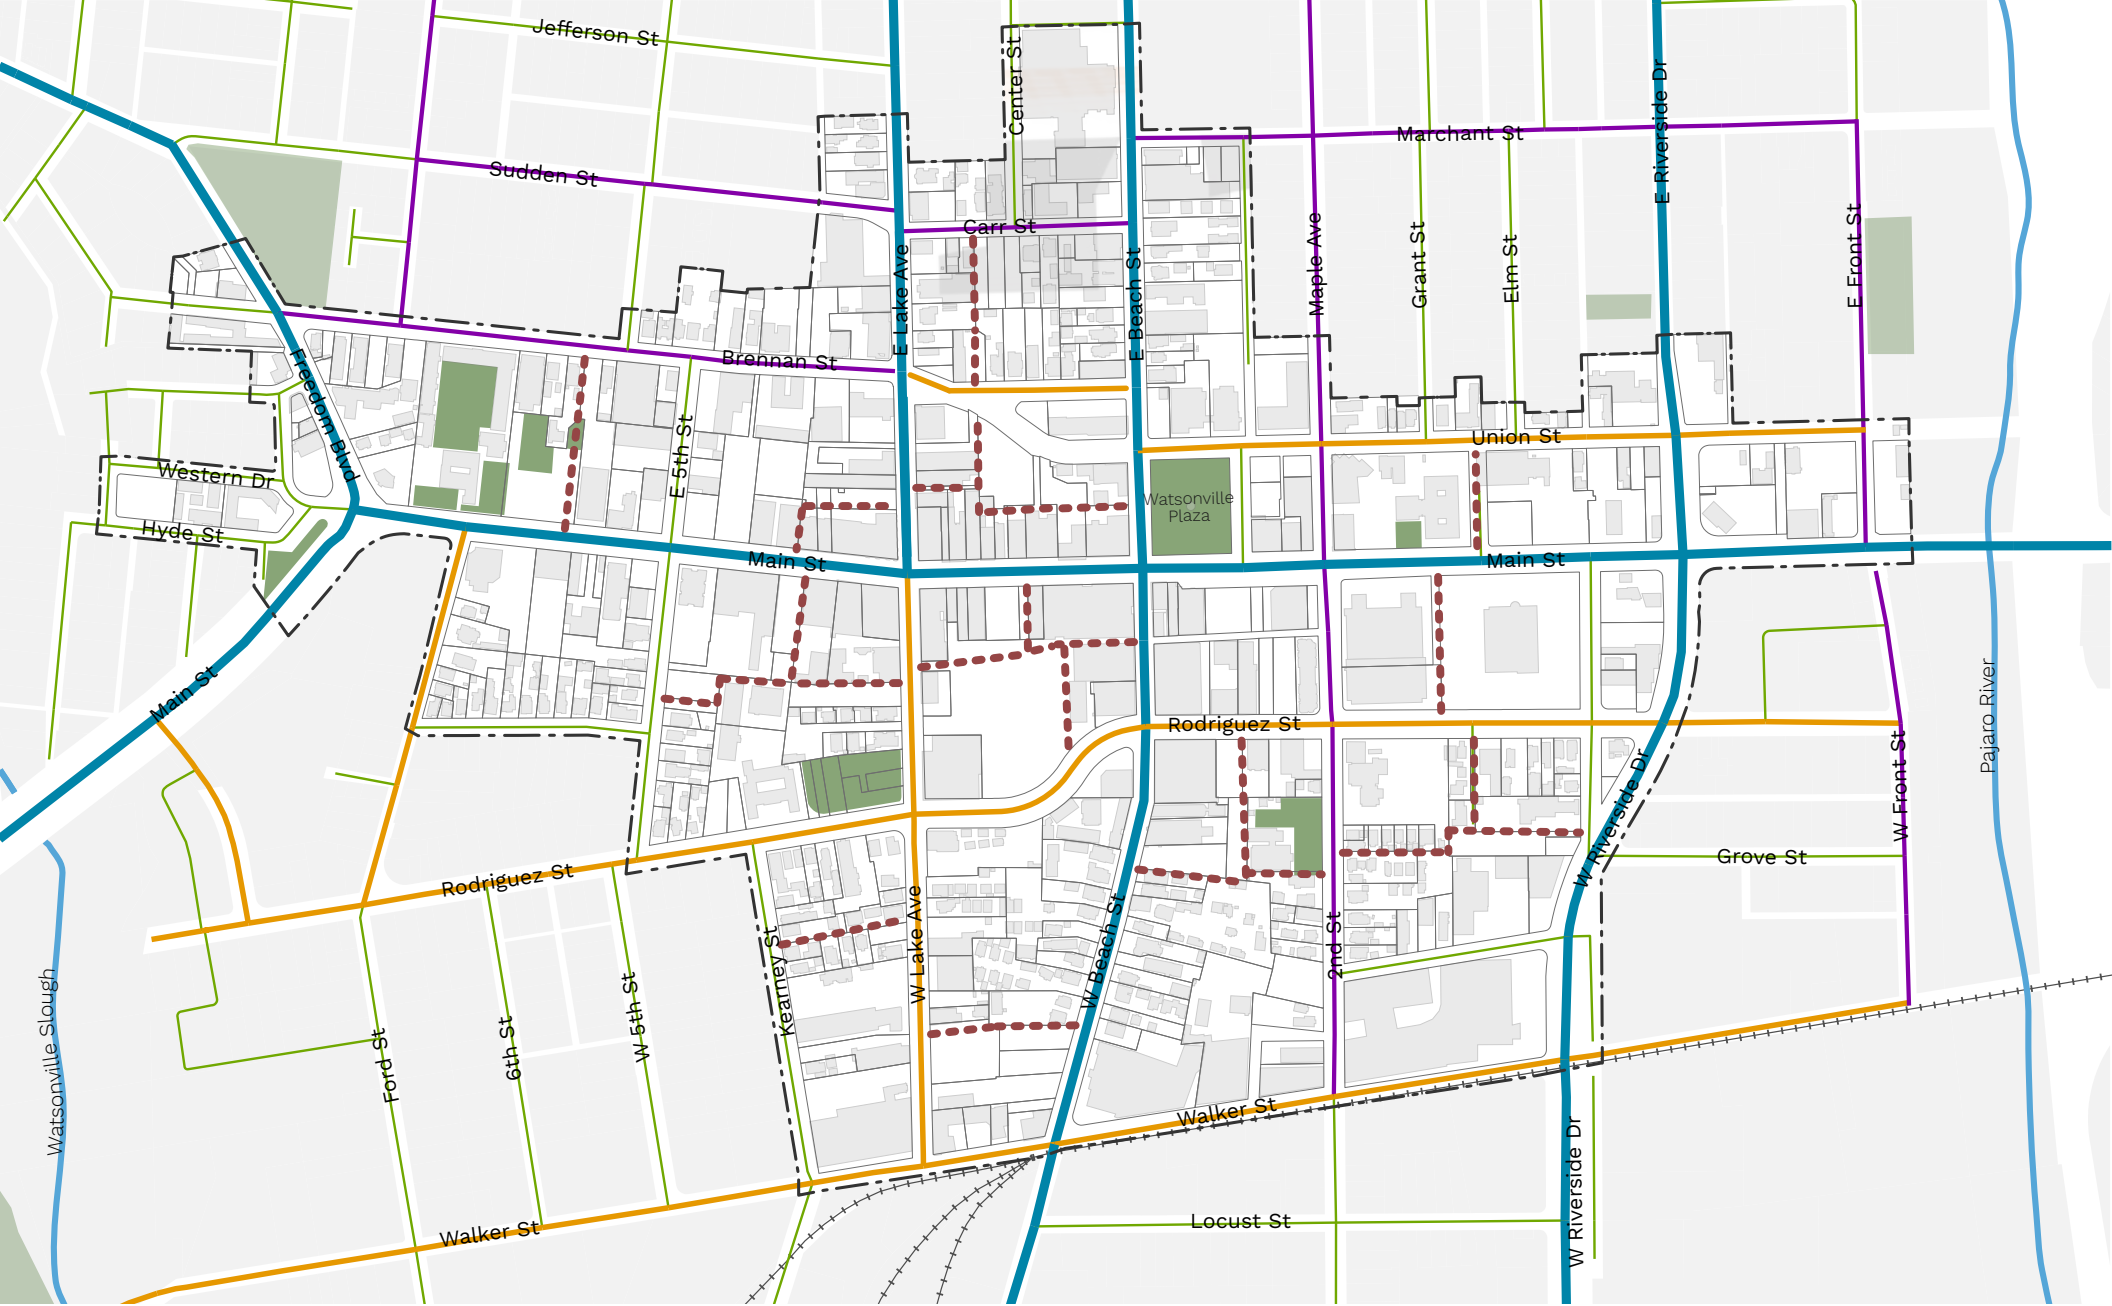 Jefferson St
Center St
Marchant St
E Riverside Dr
Sudden St
Carr St
E Lake Ave
E Beach St
Maple Ave
Grant St
Elm St
E Front St
Brennan St
Freedom Blvd
E 5th St
Union St
Western Dr
Hyde St
Watsonville
Plaza
Main St
Main St
Main St
Rodriguez St
Pajaro River
W Front St
W Riverside Dr
Grove St
Rodriguez St
Kearney St
W Lake Ave
W Beach St
2nd St
Watsonville Slough
Ford St
6th St
W 5th St
Walker St
Walker St
Locust St
W Riverside Dr